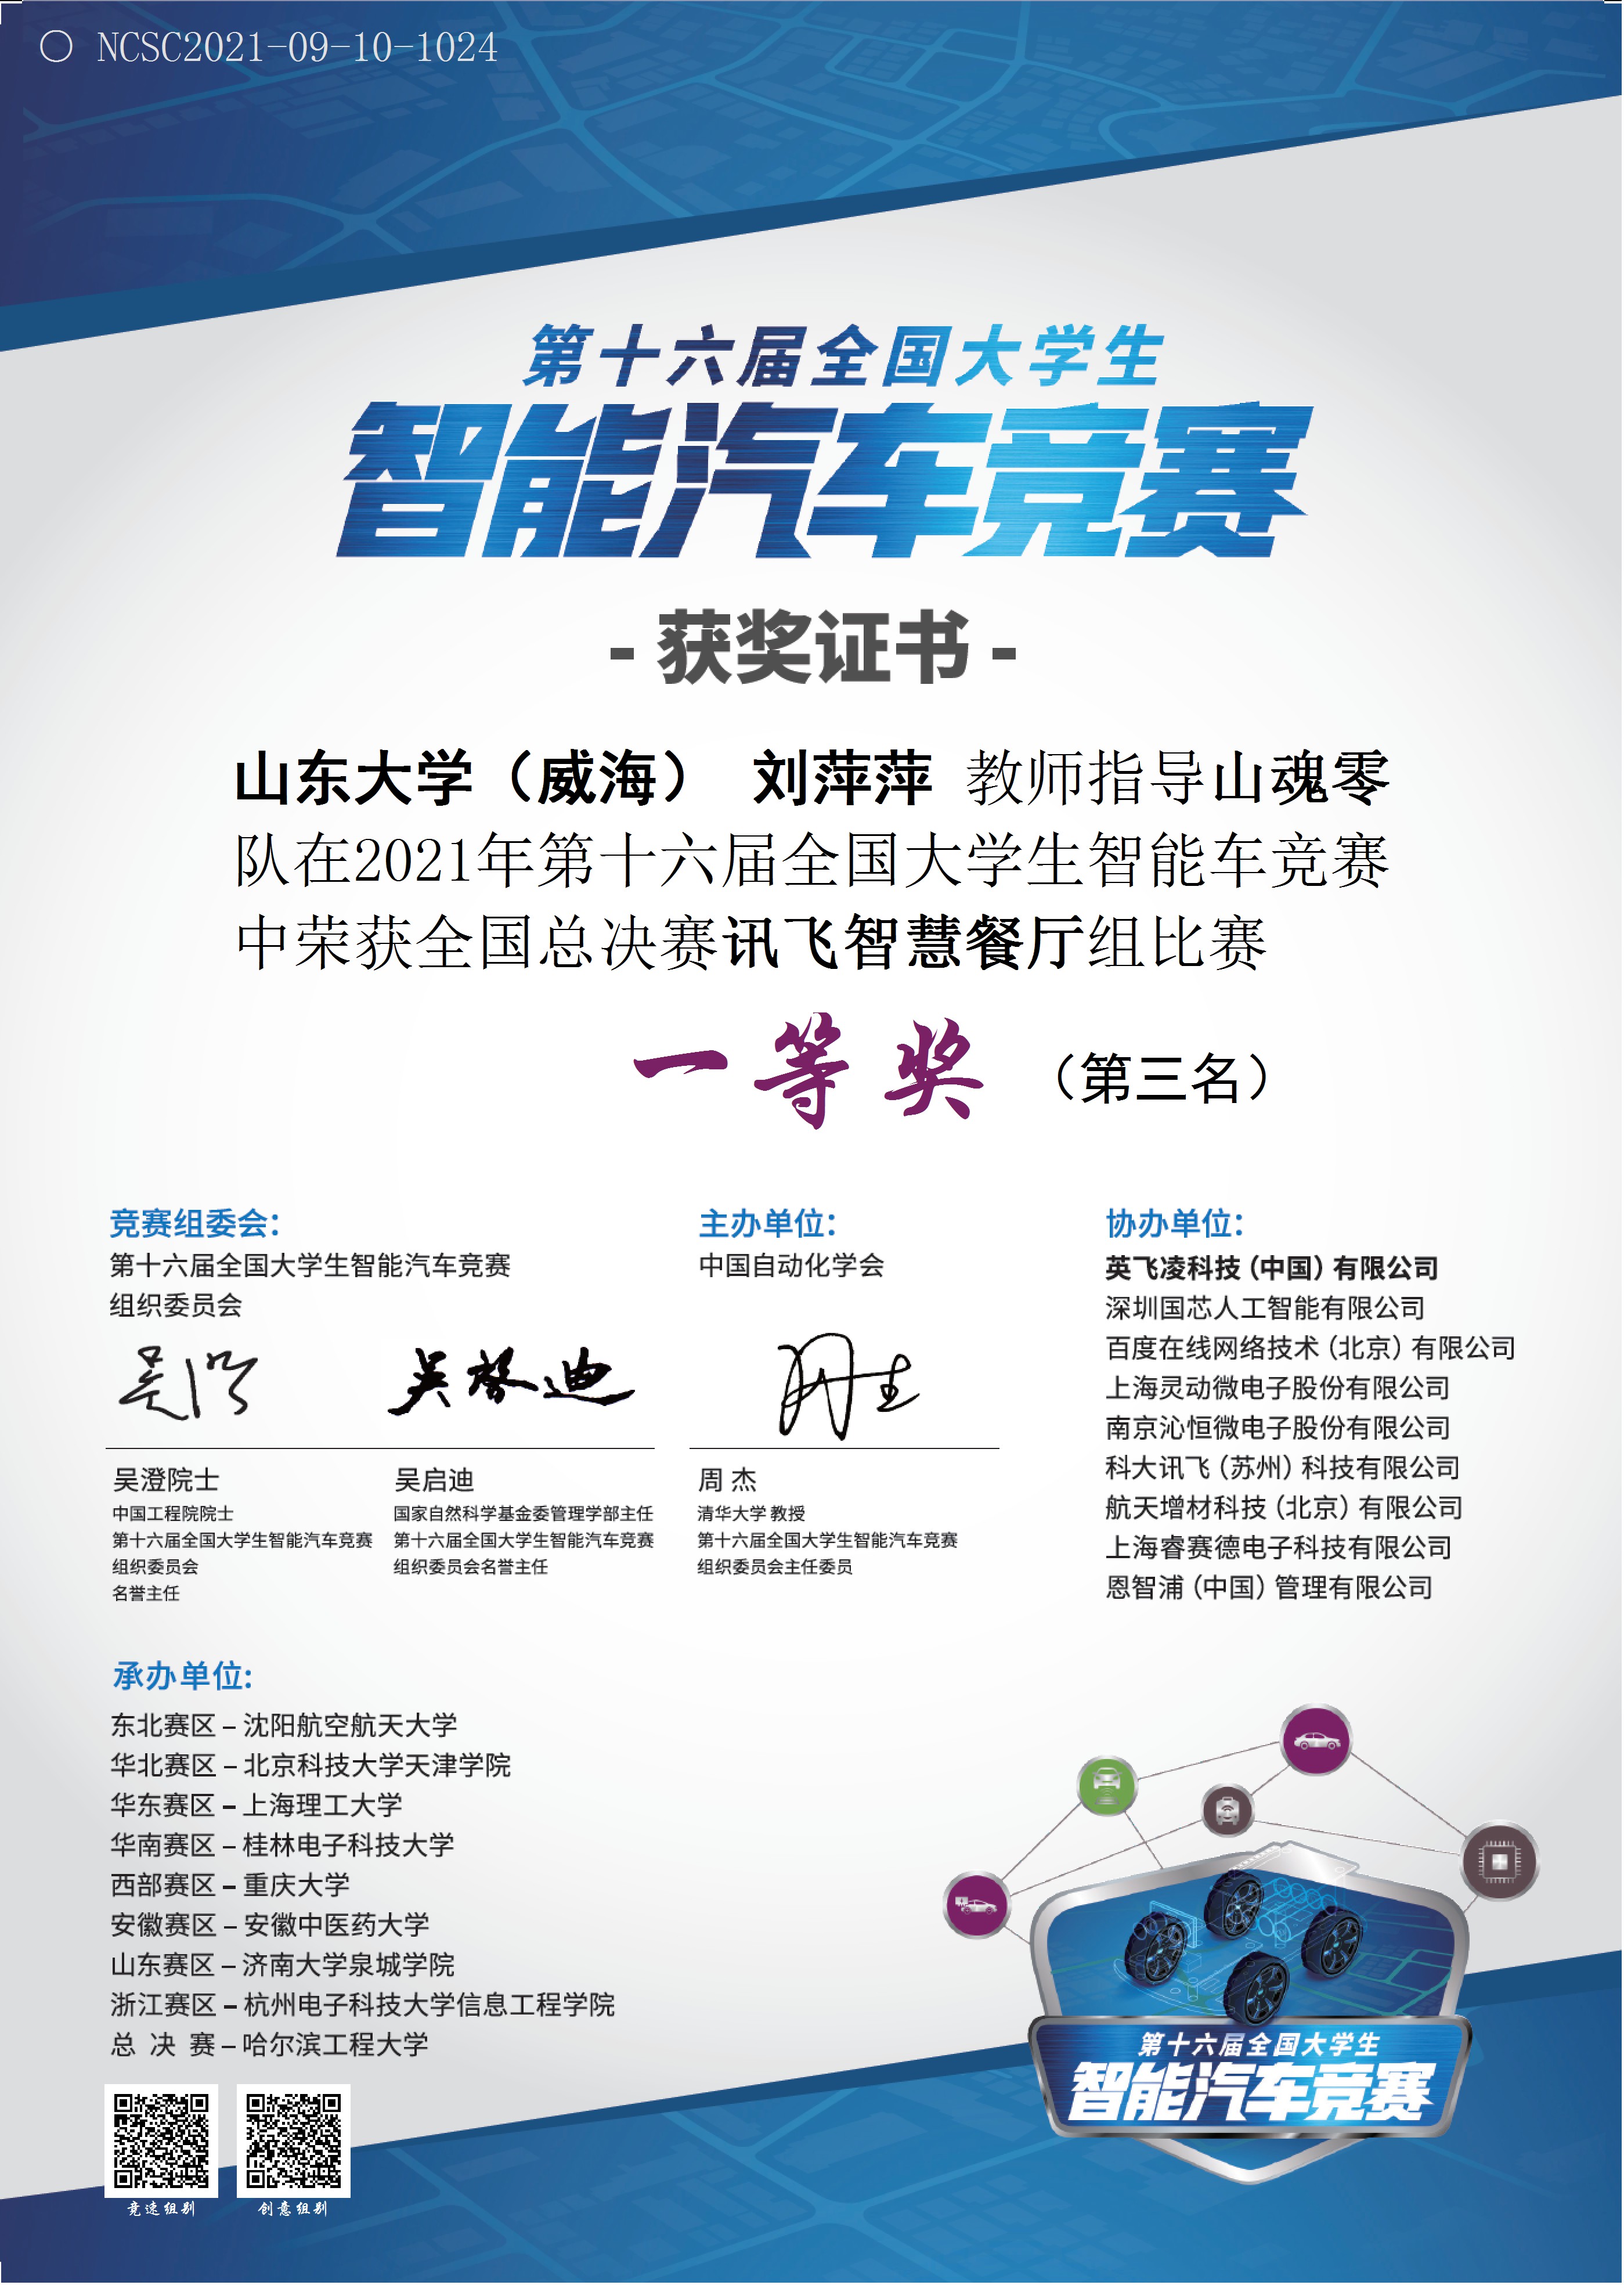 ○ NCSC2021-09-10-1024
第十六届全国大学生
智能汽车竞赛
- 获奖证书 -
山东大学（威海） 刘萍萍 教师指导山魂零
队在2021年第十六届全国大学生智能车竞赛
中荣获全国总决赛讯飞智慧餐厅组比赛
一等奖（第三名）
竞赛组委会：
第十六届全国大学生智能汽车竞赛
组织委员会
吴澄
吴启迪
吴澄院士
中国工程院院士
第十六届全国大学生智能汽车竞赛
组织委员会
名誉主任
吴启迪
国家自然科学基金委管理学部主任
第十六届全国大学生智能汽车竞赛
组织委员会名誉主任
主办单位：
中国自动化学会
周杰
周 杰
清华大学 教授
第十六届全国大学生智能汽车竞赛
组织委员会主任委员
协办单位：
英飞凌科技（中国）有限公司
深圳国芯人工智能有限公司
百度在线网络技术（北京）有限公司
上海灵动微电子股份有限公司
南京沁恒微电子股份有限公司
科大讯飞（苏州）科技有限公司
航天增材科技（北京）有限公司
上海睿赛德电子科技有限公司
恩智浦（中国）管理有限公司
承办单位：
东北赛区 – 沈阳航空航天大学
华北赛区 – 北京科技大学天津学院
华东赛区 – 上海理工大学
华南赛区 – 桂林电子科技大学
西部赛区 – 重庆大学
安徽赛区 – 安徽中医药大学
山东赛区 – 济南大学泉城学院
浙江赛区 – 杭州电子科技大学信息工程学院
总 决 赛 – 哈尔滨工程大学
竞速组别
创意组别
第十六届全国大学生
智能汽车竞赛